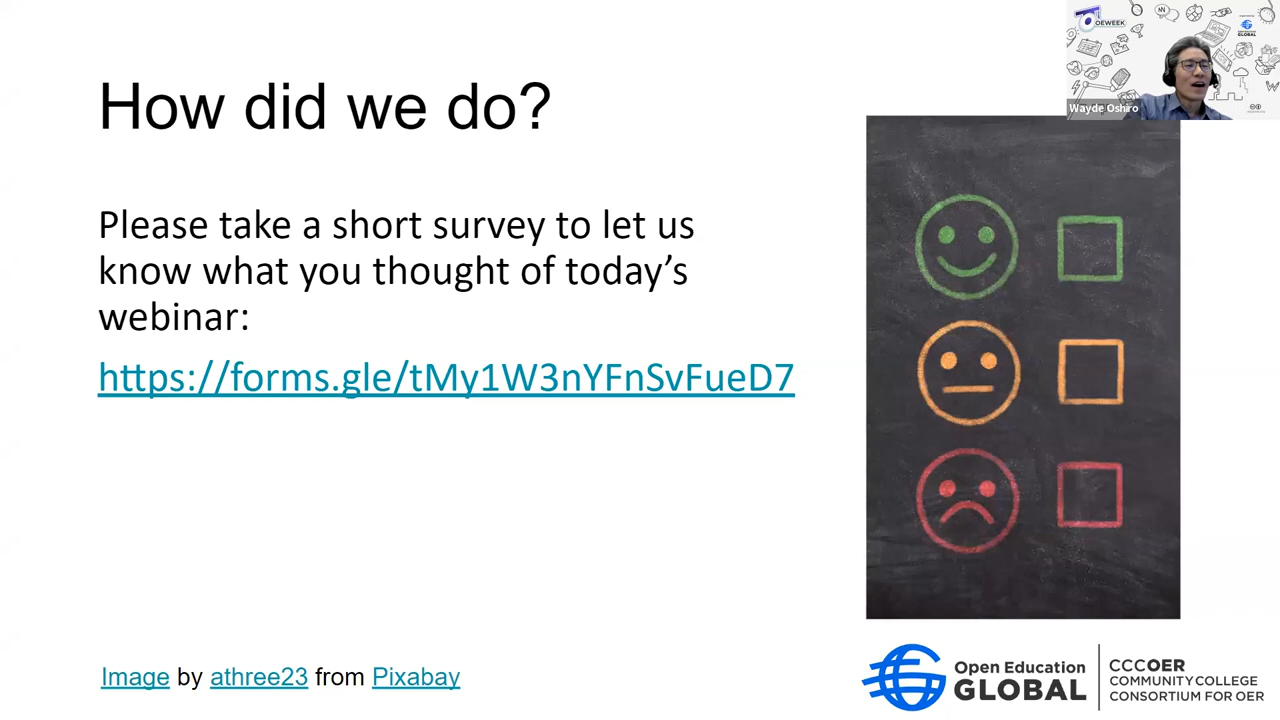 How did we do?
OEWEEK
GLOBAL
Wayde Oshiro
Please take a short survey to let us
know what you thought of today’s
webinar:
https://forms.gle/tMy1W3nYFnSvFueD7
Image by athree23 from Pixabay
Open Education
GLOBAL
CCCOER
COMMUNITY COLLEGE
CONSORTIUM FOR OER